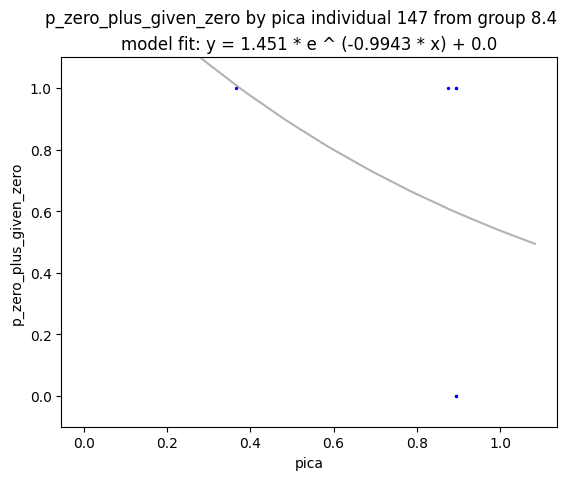 p_zero_plus_given_zero by pica individual 147 from group 8.4
model fit: y = 1.451 * e ^ (-0.9943 * x) + 0.0
1.0
0.8
0.6
0.4
0.2
0.0
p_zero_plus_given_zero
0.0 0.2 0.4 0.6 0.8 1.0
pica